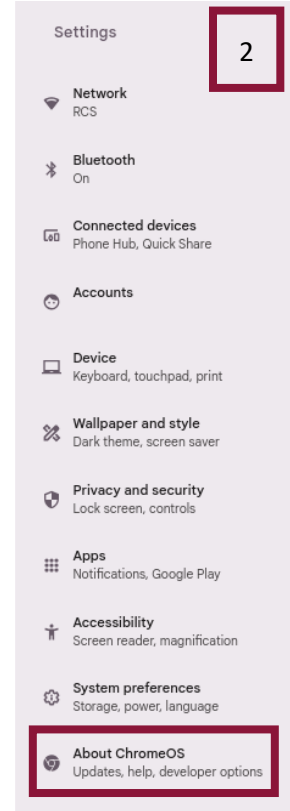 Settings
2
Network
RCS
Bluetooth
On
Connected devices
Phone Hub, Quick Share
Accounts
Device
Keyboard, touchpad, print
Wallpaper and style
Dark theme, screen saver
Privacy and security
Lock screen, controls
Apps
Notifications, Google Play
Accessibility
Screen reader, magnification
System preferences
Storage, power, language
About ChromeOS
Updates, help, developer options